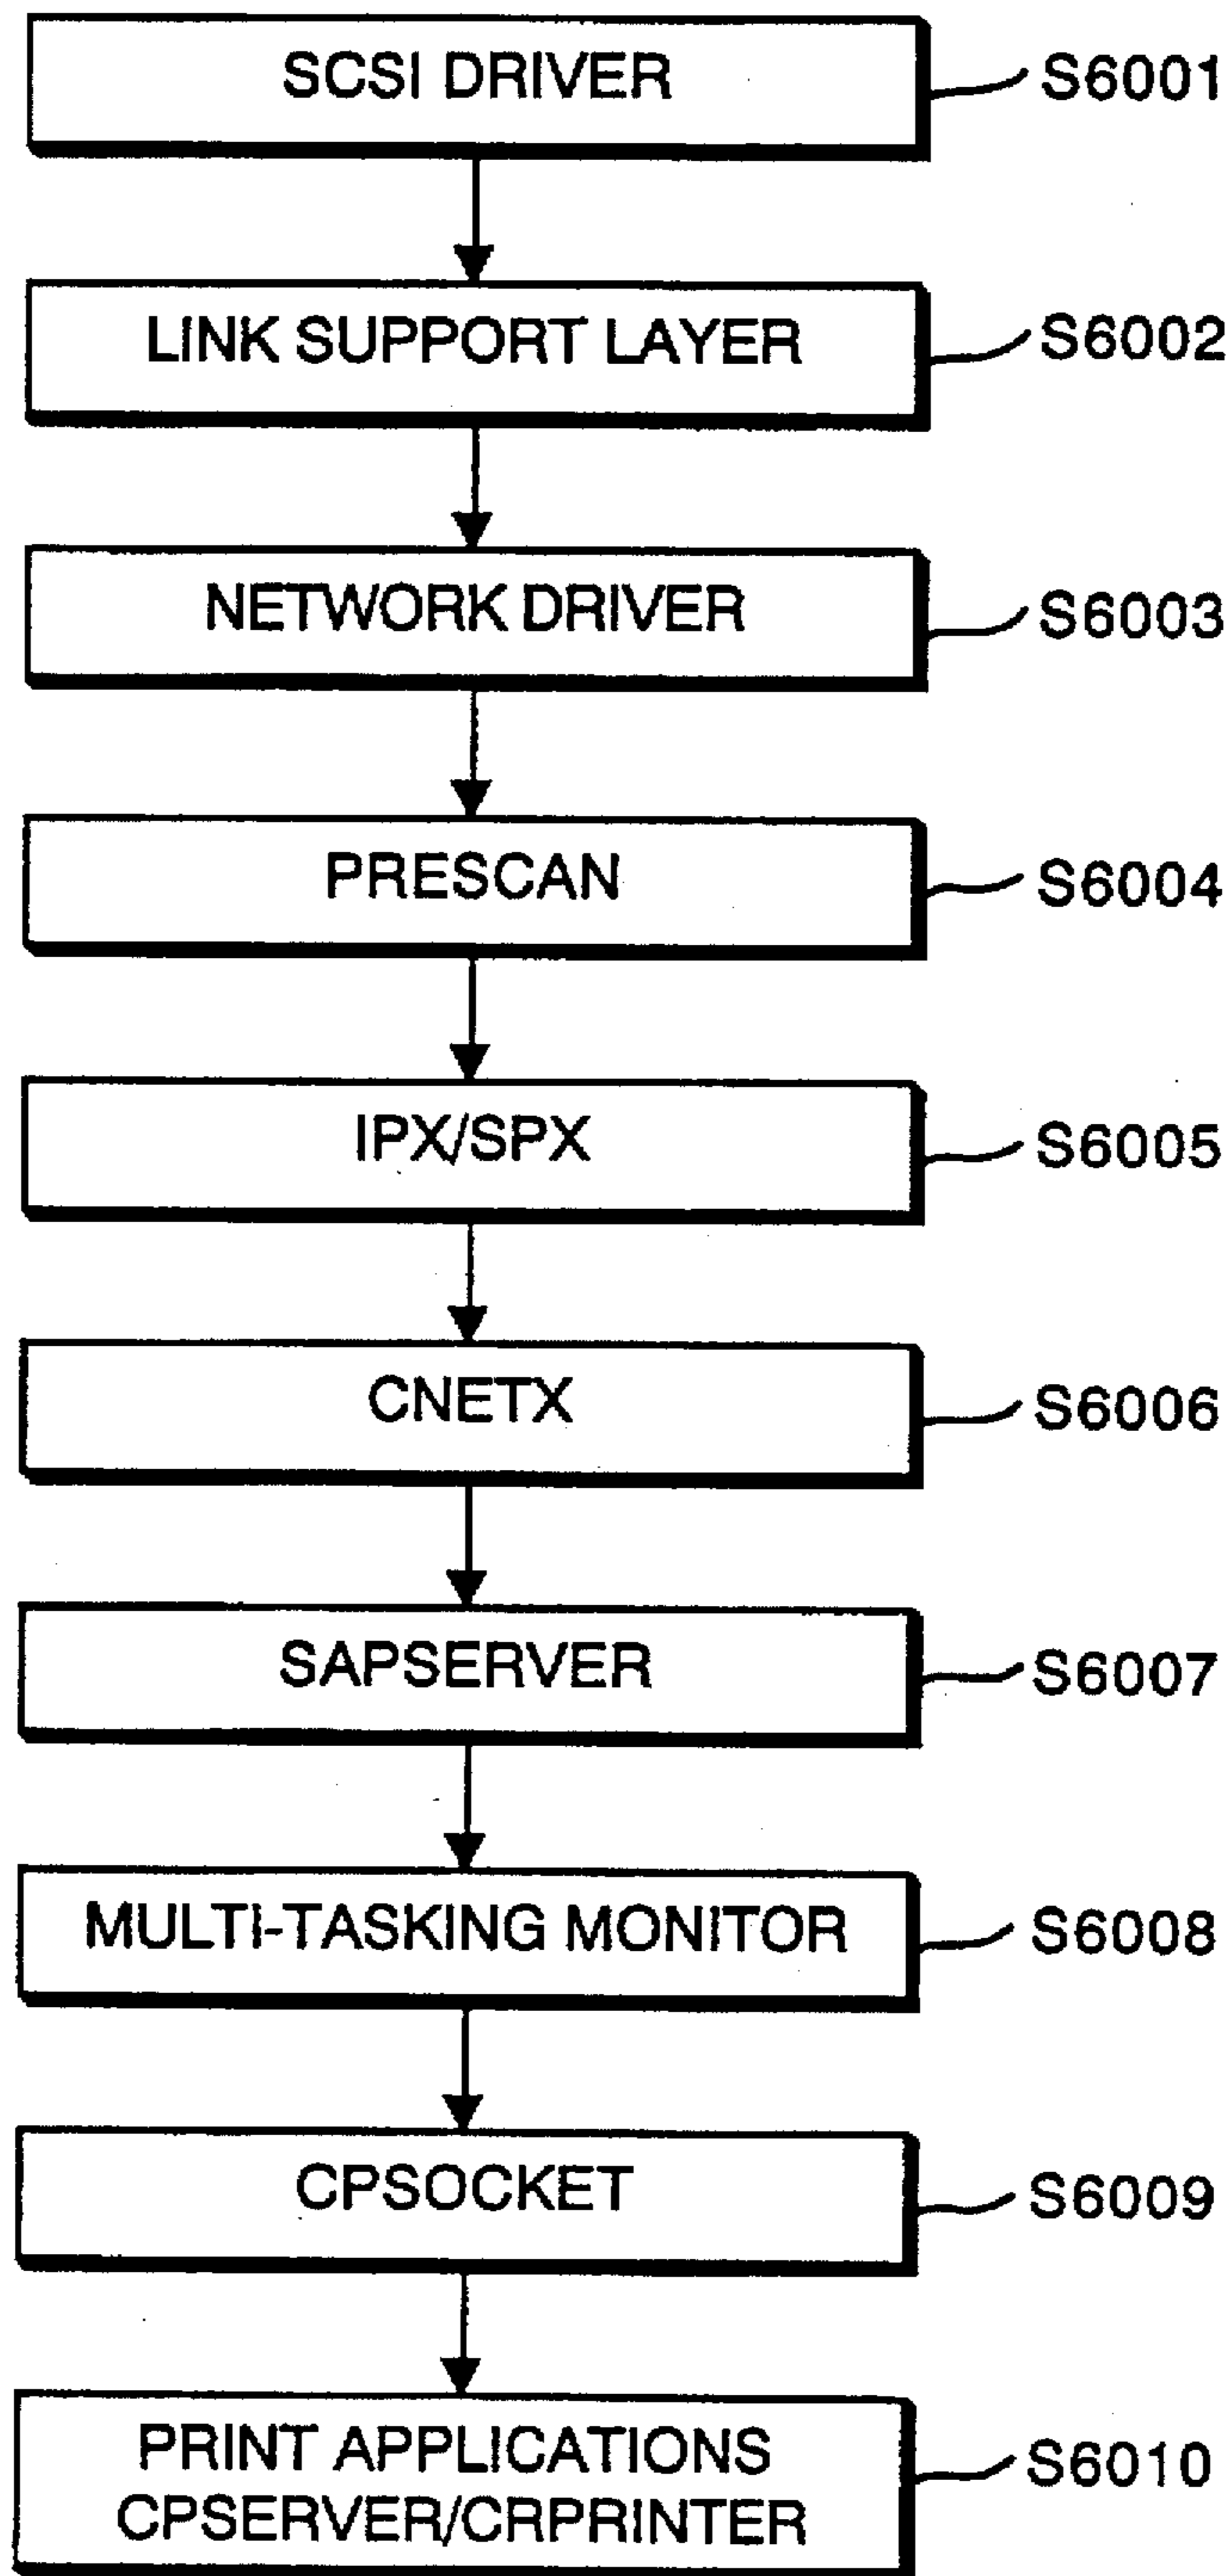 SCSI DRIVER S6001
LINK SUPPORT LAYER S6002
NETWORK DRIVER S6003
PRESCAN S6004
IPX/SPX S6005
CNETX S6006
SAPSERVER S6007
MULTI-TASKING MONITOR S6008
CPSOCKET S6009
PRINT APPLICATIONS S6010
CPSERVER/CRPRINTER